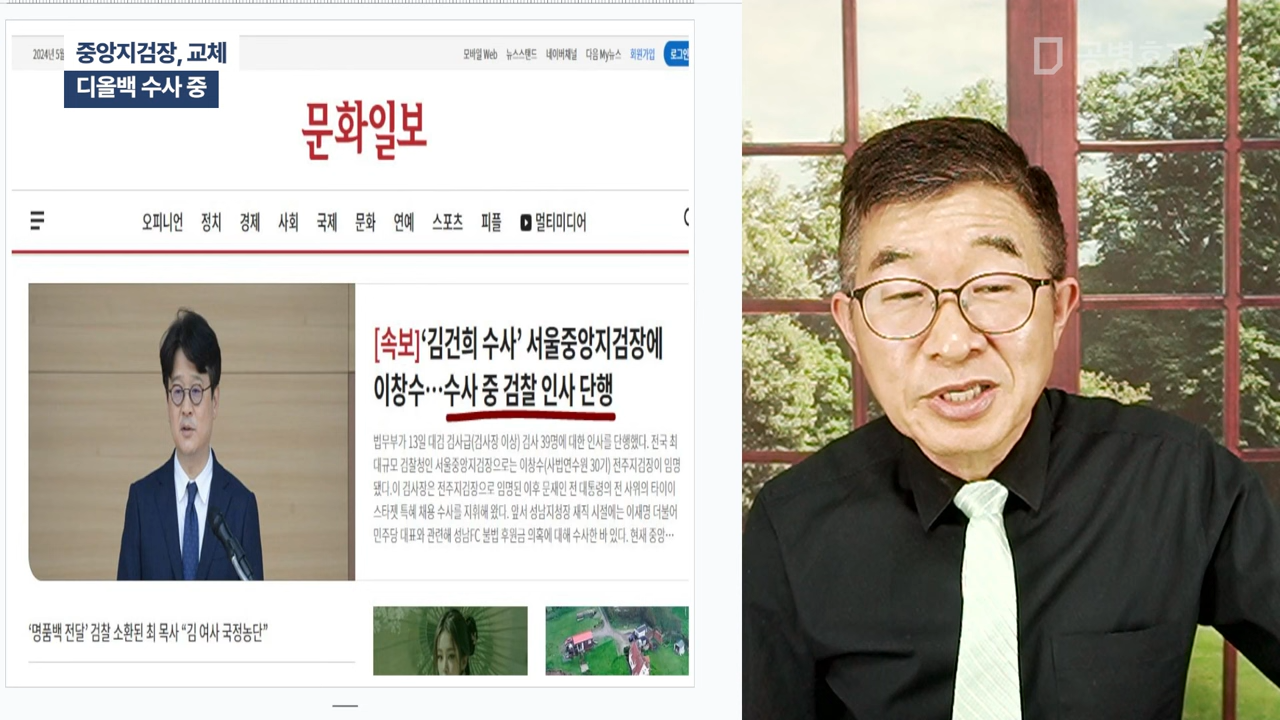 중앙지검장, 교체
디올백 수사 중
2024년 5월
모바일 Web 뉴스스탠드 네이버채널 다음 My뉴스 회원가입 로그인
문화일보
오피니언 정치 경제 사회 국제 문화 연예 스포츠 피플 멀티미디어
[속보]‘김건희 수사’ 서울중앙지검장에
이창수…수사 중 검찰 인사 단행
법무부가 13일 대검 검사급(검사장 이상) 검사 39명에 대한 인사를 단행했다. 전국 최
대규모 검찰청인 서울중앙지검장으로는 이창수(사법연수원 30기) 전주지검장이 임명
됐다.이 검사장은 전주지검장으로 임명된 이후 문재인 전 대통령의 전 사위의 타이이
스타젯 특혜 채용 수사를 지휘해 왔다. 앞서 성남지청장 재직 시절에는 이재명 더불어
민주당 대표와 관련해 성남FC 불법 후원금 의혹에 대해 수사한 바 있다. 현재 중앙…
‘명품백 전달’ 검찰 소환된 최 목사 “김 여사 국정농단”